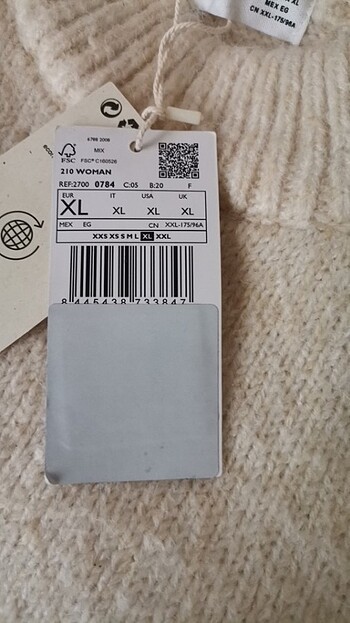 MEX EG
CN XXL-175/96A
MIX
FSC FSC® C160526
210 WOMAN
REF:2700 0784 C:05 B:20 F
EUR IT USA UK
XL XL XL XL
MEX EG CN XXL-175/96A
XXS XS S M L XL XXL
8 445438 733847